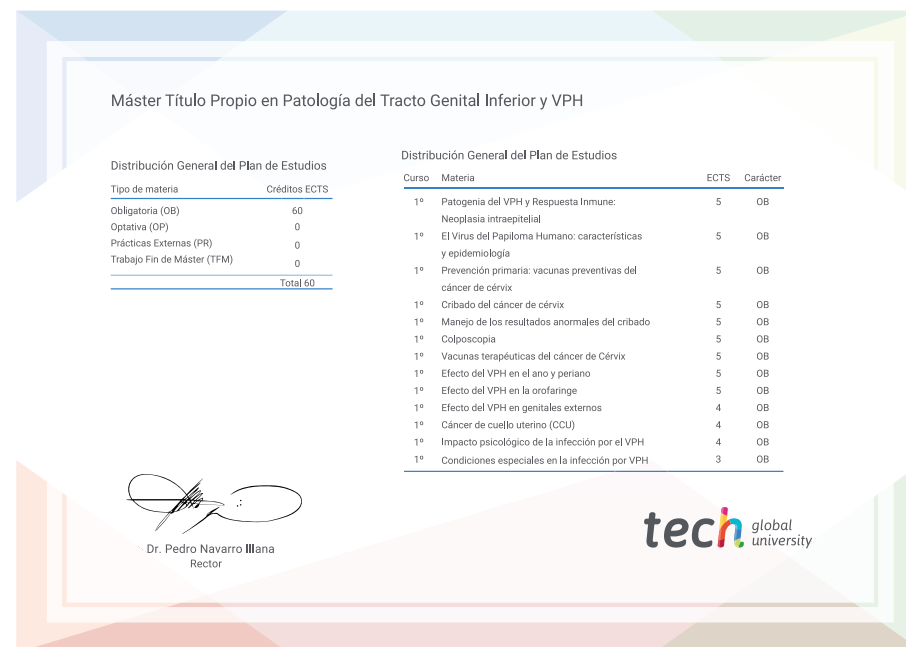 Máster Título Propio en Patología del Tracto Genital Inferior y VPH
Distribución General del Plan de Estudios
Tipo de materia Créditos ECTS
Obligatoria (OB) 60
Optativa (OP) 0
Prácticas Externas (PR) 0
Trabajo Fin de Máster (TFM) 0
Total 60
Distribución General del Plan de Estudios
Curso Materia ECTS Carácter
1º Patogenia del VPH y Respuesta Inmune: 5 OB
Neoplasia intraepitelial
1º El Virus del Papiloma Humano: características 5 OB
y epidemiología
1º Prevención primaria: vacunas preventivas del 5 OB
cáncer de cérvix
1º Cribado del cáncer de cérvix 5 OB
1º Manejo de los resultados anormales del cribado 5 OB
1º Colposcopia 5 OB
1º Vacunas terapéuticas del cáncer de Cérvix 5 OB
1º Efecto del VPH en el ano y periano 5 OB
1º Efecto del VPH en la orofaringe 5 OB
1º Efecto del VPH en genitales externos 4 OB
1º Cáncer de cuello uterino (CCU) 4 OB
1º Impacto psicológico de la infección por el VPH 4 OB
1º Condiciones especiales en la infección por VPH 3 OB
Dr. Pedro Navarro Illana
Rector
tech global
university